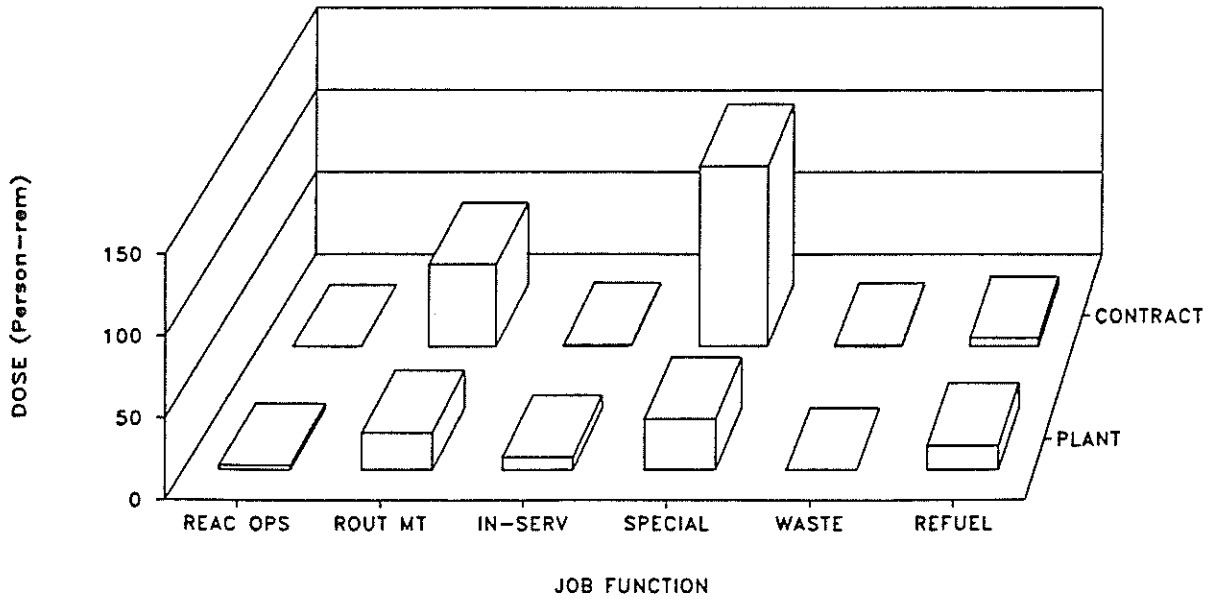 DOSE (Person-rem)
150
100
50
0
CONTRACT
PLANT
REAC OPS ROUT MT IN-SERV SPECIAL WASTE REFUEL
JOB FUNCTION